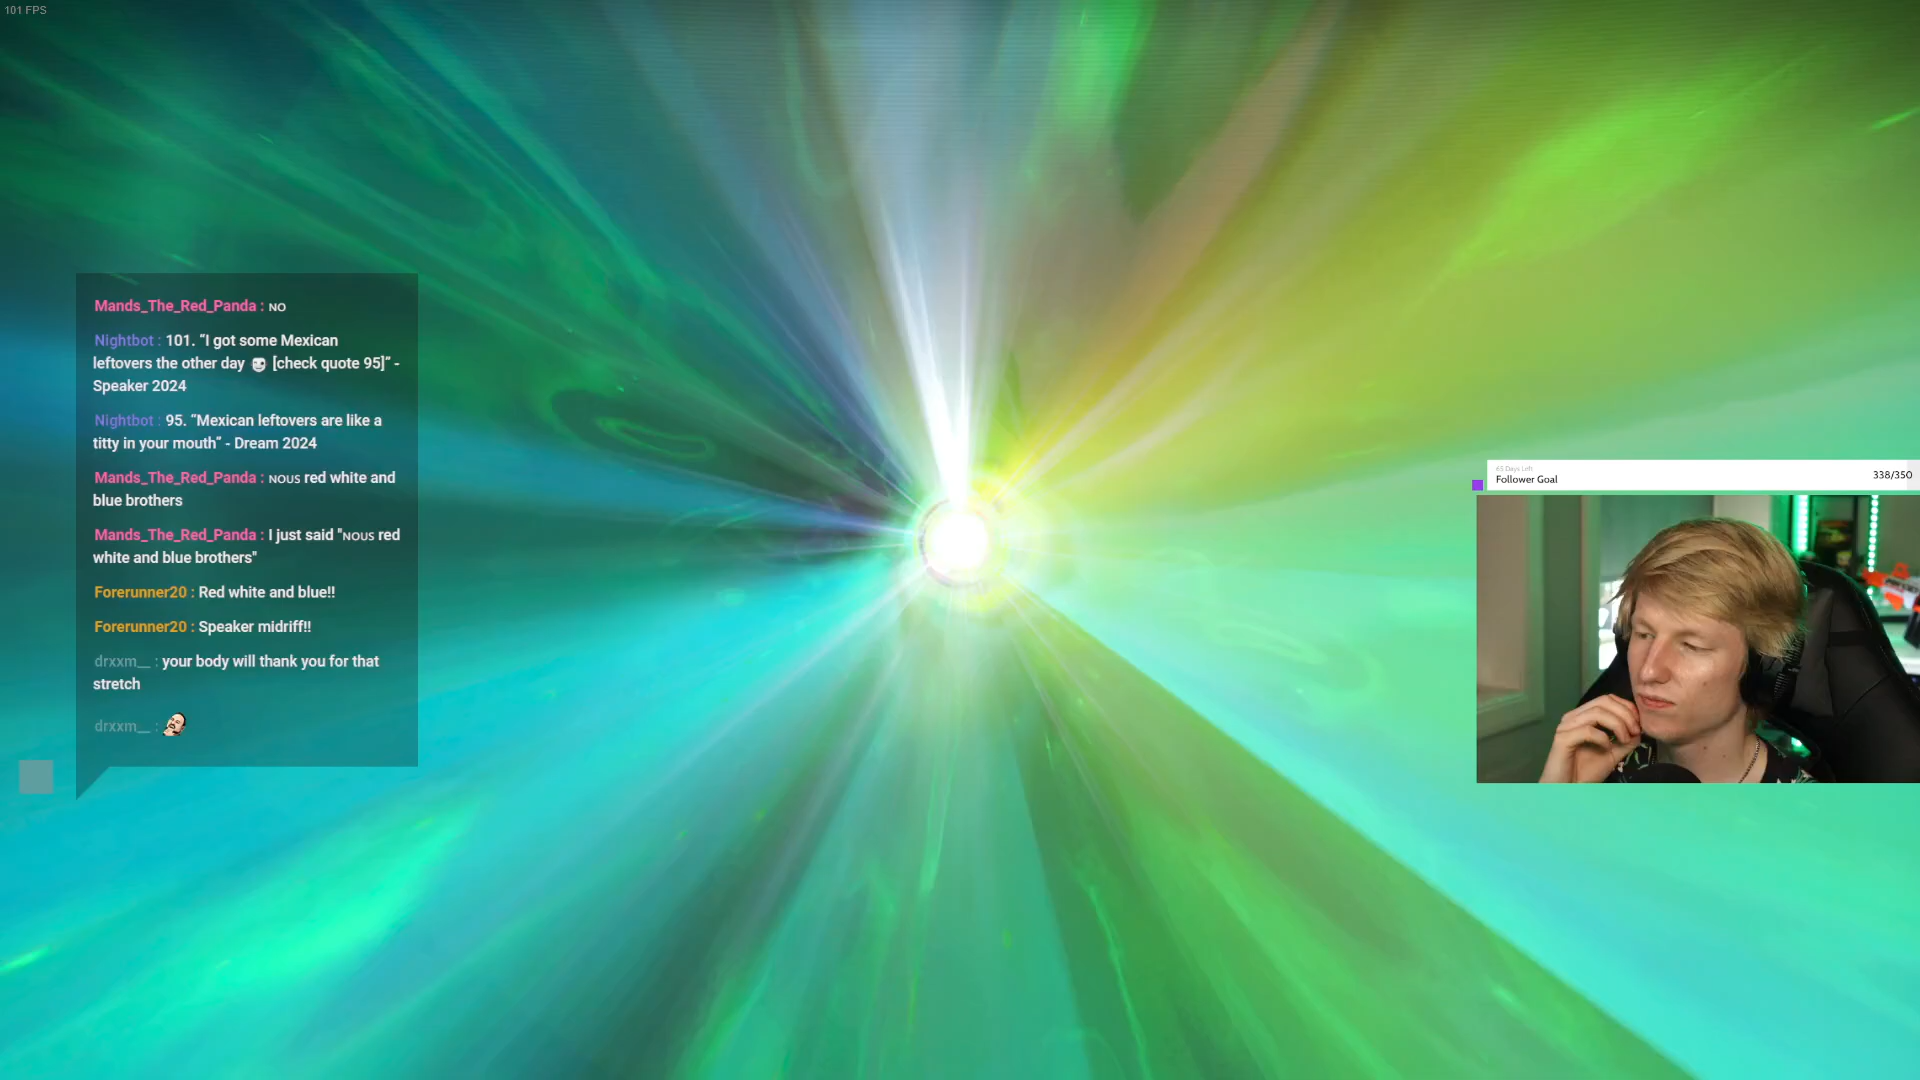 101 FPS
Mands_The_Red_Panda : NO
Nightbot : 101. “I got some Mexican
leftovers the other day [check quote 95]” -
Speaker 2024
Nightbot : 95. “Mexican leftovers are like a
titty in your mouth” - Dream 2024
Mands_The_Red_Panda : NOUS red white and
blue brothers
Mands_The_Red_Panda : I just said "NOUS red
white and blue brothers"
Forerunner20 : Red white and blue!!
Forerunner20 : Speaker midriff!!
drxxm__ : your body will thank you for that
stretch
drxxm__ :
65 Days Left
Follower Goal
338/350